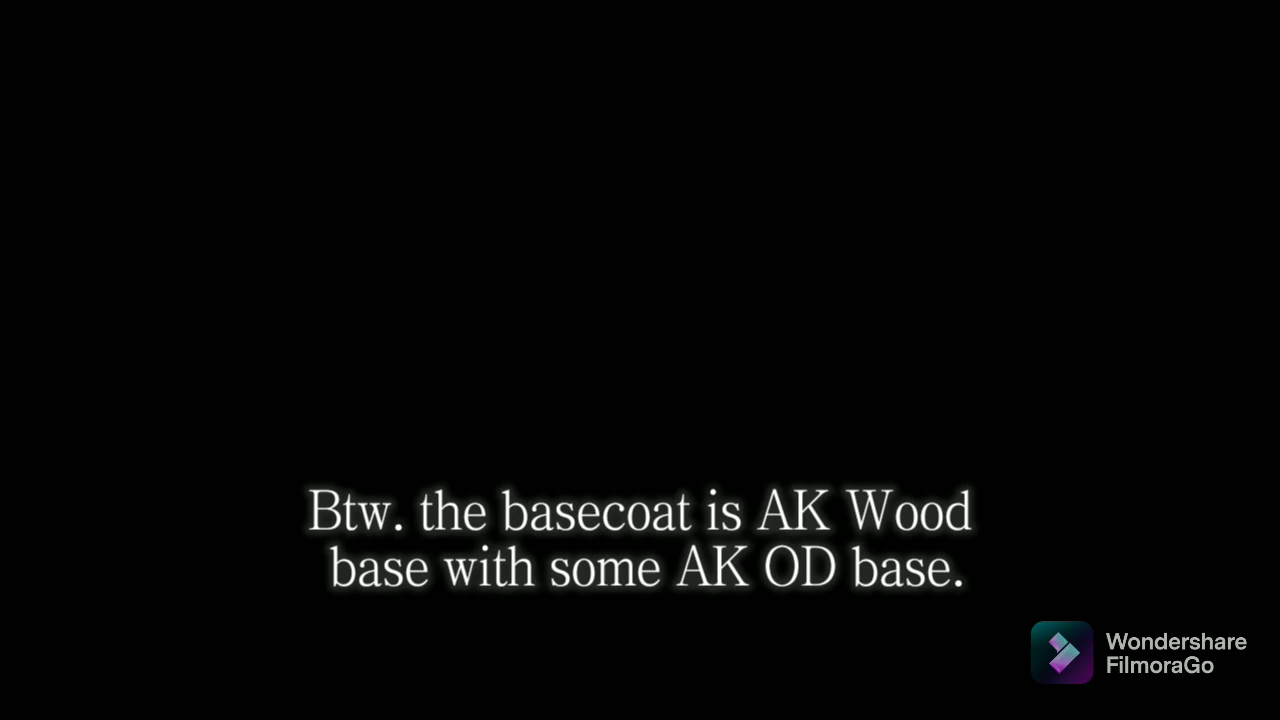 Btw. the basecoat is AK Wood
base with some AK OD base.
Wondershare
FilmoraGo